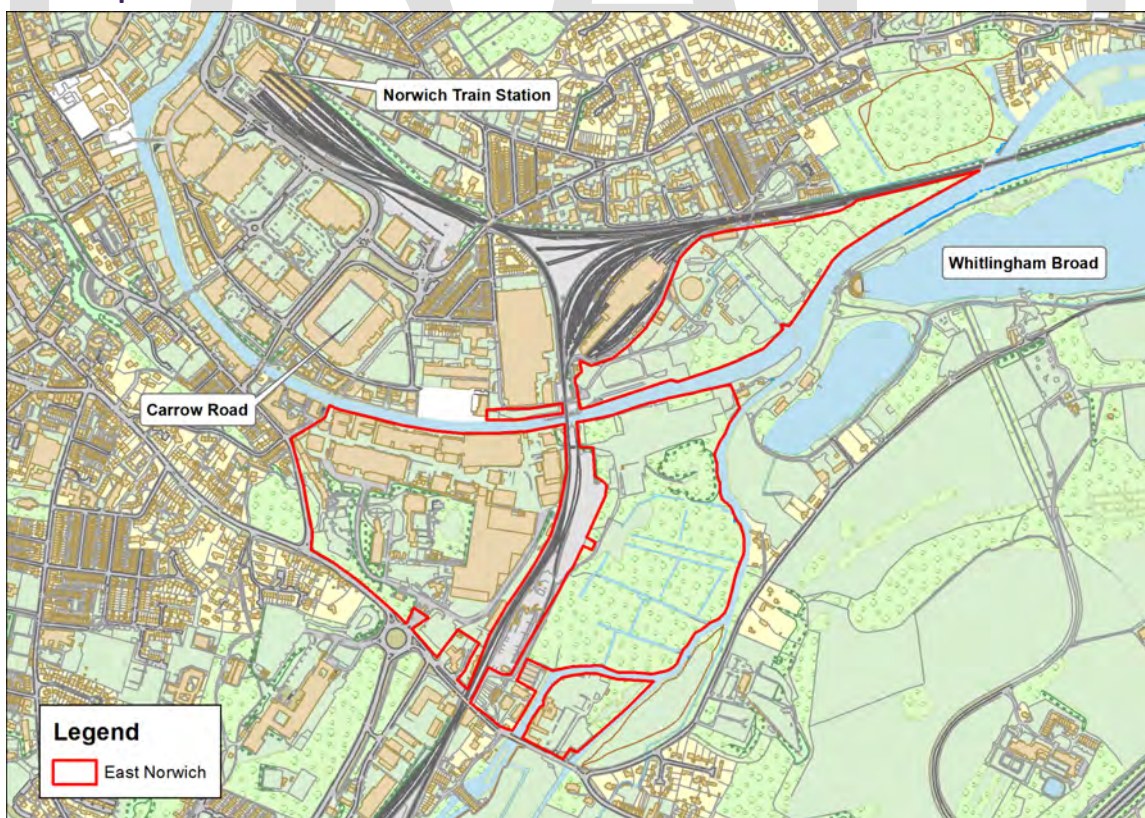 Norwich Train Station
Whitlingham Broad
Carrow Road
Legend
East Norwich